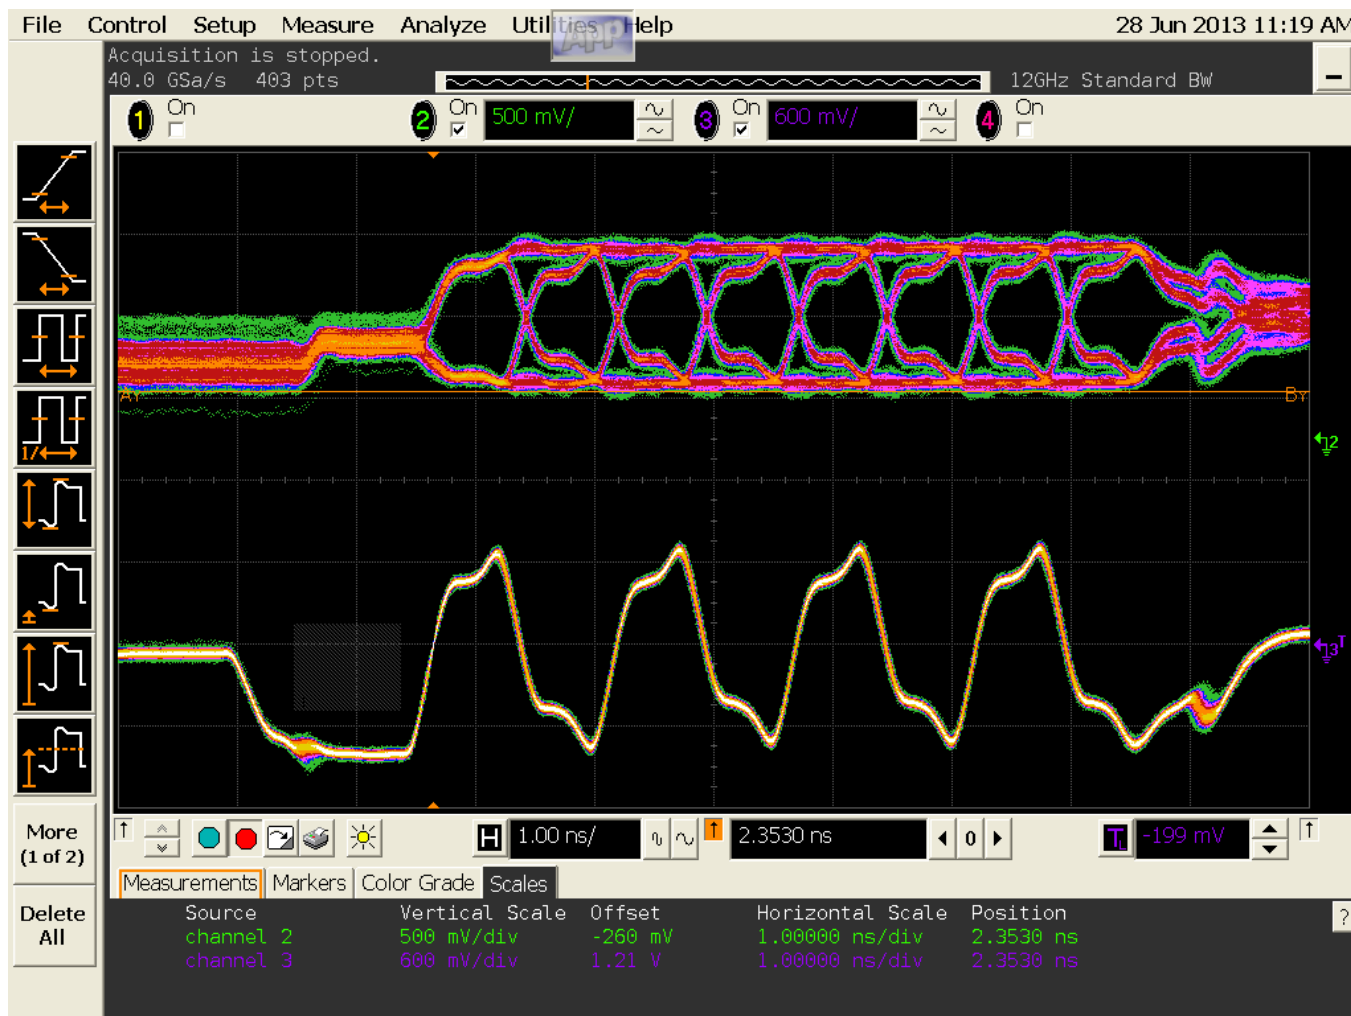 File Control Setup Measure Analyze Utilities Help 28 Jun 2013 11:19 AM
APP
Acquisition is stopped.
40.0 GSa/s 403 pts 12GHz Standard BW
1 On 2 On 500 mV/ 3 On 600 mV/ 4 On
AY BY
2
3 T
1/
More
(1 of 2)
H 1.00 ns/ 2.3530 ns 0 T L -199 mV
Measurements Markers Color Grade Scales
Delete
All
Source Vertical Scale Offset Horizontal Scale Position ?
channel 2 500 mV/div -260 mV 1.00000 ns/div 2.3530 ns
channel 3 600 mV/div 1.21 V 1.00000 ns/div 2.3530 ns